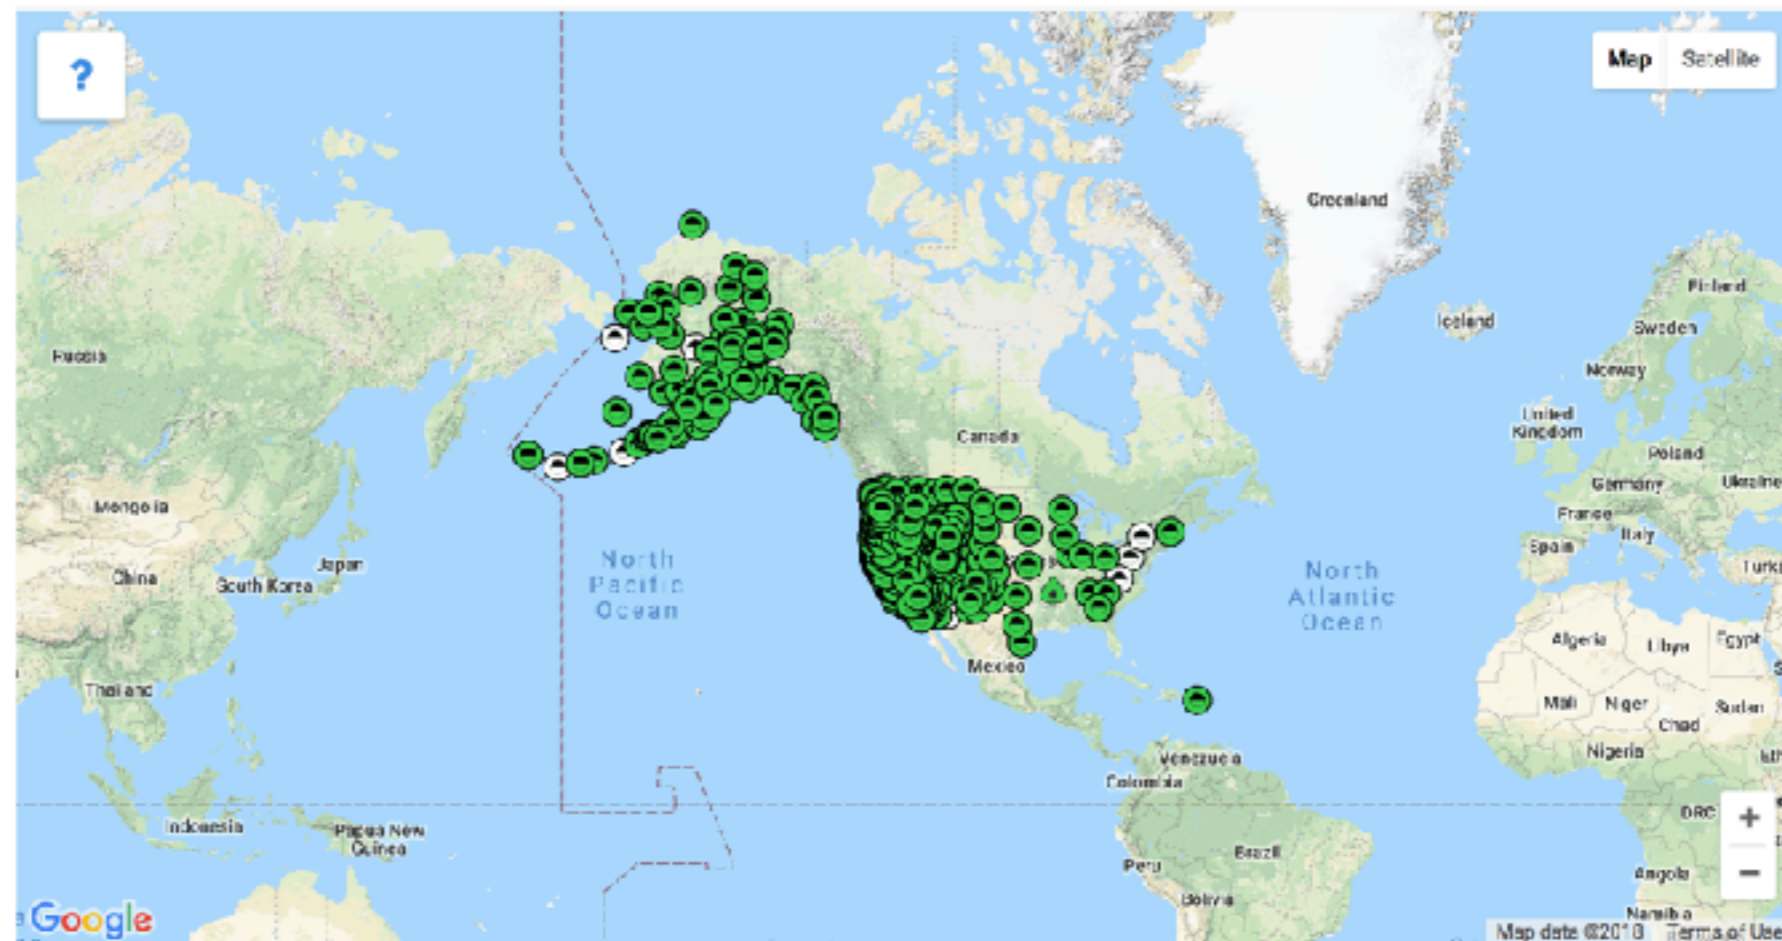 ?
Map Satellite
Greenland
Finland
Iceland
Sweden
Russia
Norway
United
Kingdom
Canada
Poland
Germany
Ukraine
Mongolia
France
Italy
Spain
Japan
China
South Korea
North
Pacific
Ocean
North
Atlantic
Ocean
Algeria
Libya
Egypt
Mexico
Thailand
Mali
Niger
Sudan
Chad
Nigeria
Venezuela
Colombia
DRC
+
Indonesia
Papua New
Guinea
Brazil
Peru
Angola
−
Bolivia
Namibia
Google
Terms of Use